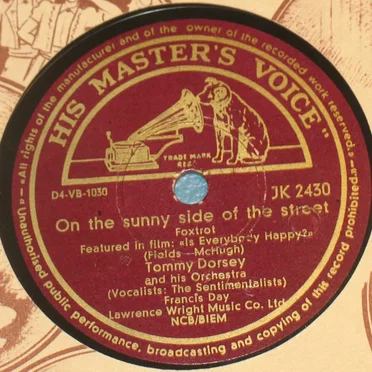 «All rights of the manufacturer and of the owner of the recorded work reserved.»
"HIS MASTER'S VOICE"
TRADE MARK
D4-VB-1030
JK 2430
On the sunny side of the street
Foxtrot
Featured in film: «Is Everybody Happy?»
(Fields - McHugh)
Tommy Dorsey
and his Orchestra
(Vocalists: The Sentimentalists)
Francis Day
Lawrence Wright Music Co. Ltd.
NCB/BIEM
«Unauthorised public performance, broadcasting and copying of this record prohibited.»